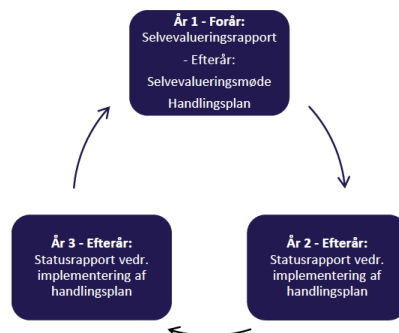 År 1 - Forår:
Selvevalueringsrapport
- Efterår:
Selvevalueringsmøde
Handlingsplan
År 3 - Efterår:
Statusrapport vedr.
implementering af
handlingsplan
År 2 - Efterår:
Statusrapport vedr.
implementering af
handlingsplan